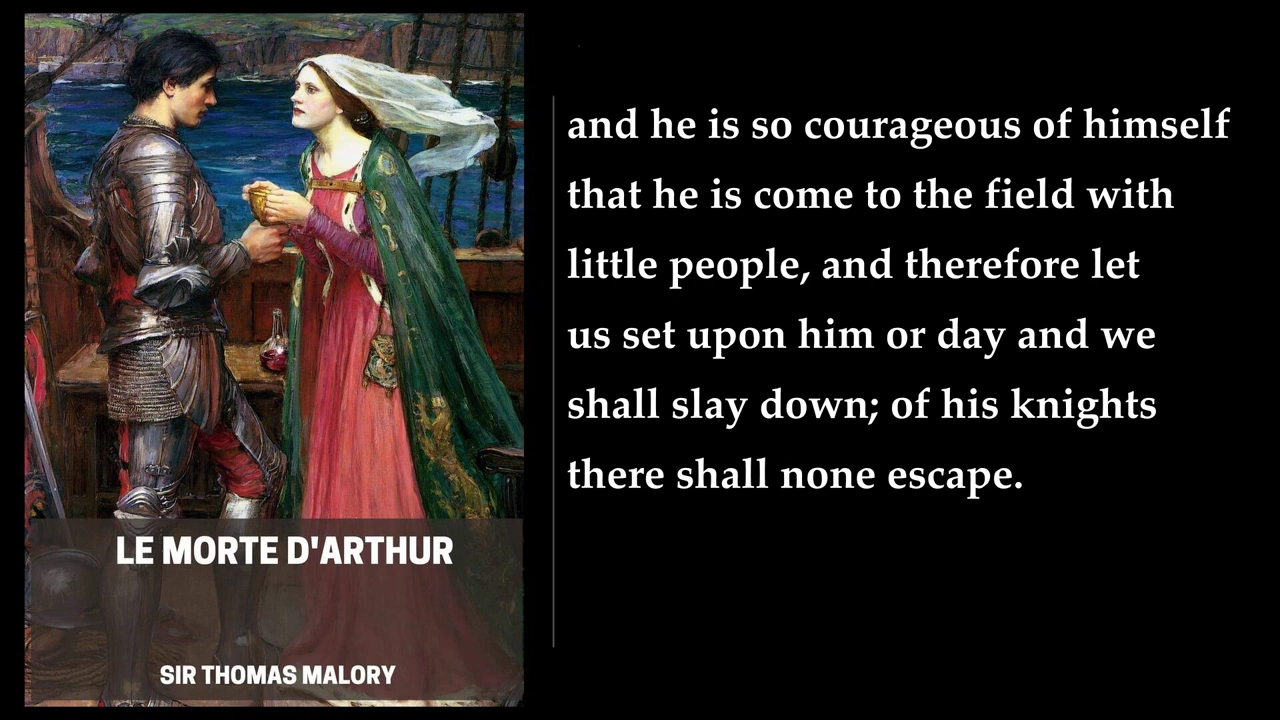 LE MORTE D'ARTHUR
SIR THOMAS MALORY
and he is so courageous of himself
that he is come to the field with
little people, and therefore let
us set upon him or day and we
shall slay down; of his knights
there shall none escape.